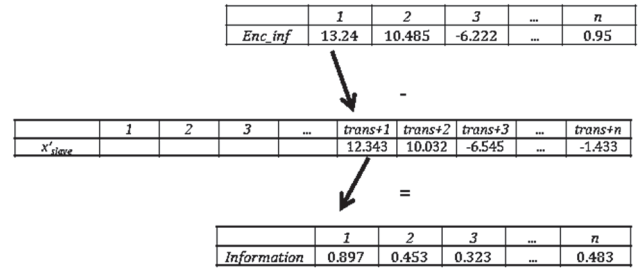 1 2 3 ... n
Enc_inf 13.24 10.485 -6.222 ... 0.95
-
1 2 3 ... trans+1 trans+2 trans+3 ... trans+n
x'slave 12.343 10.032 -6.545 ... -1.433
=
1 2 3 ... n
Information 0.897 0.453 0.323 ... 0.483